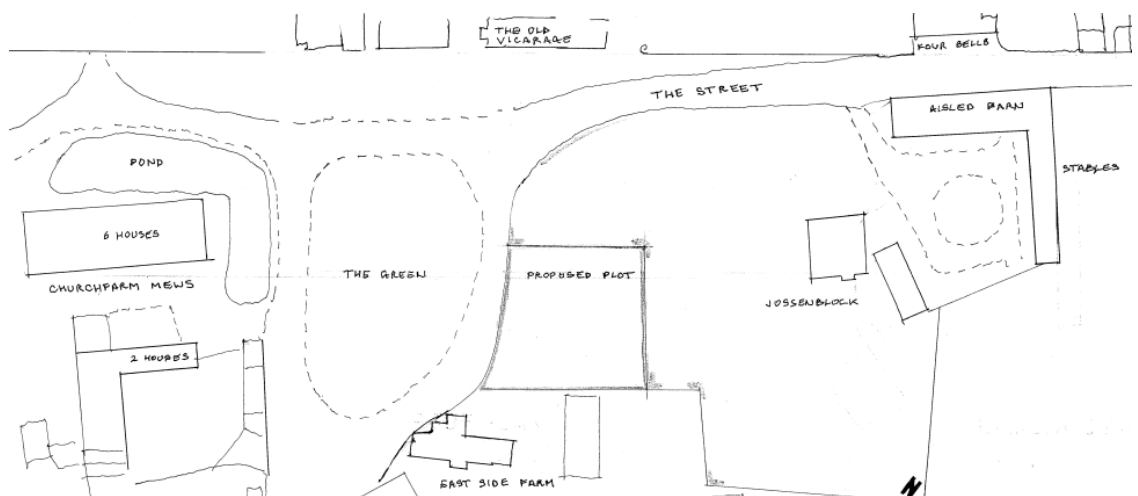 THE OLD
VICARAGE
FOUR BELLS
THE STREET
AISLED BARN
POND
STABLES
6 HOUSES
THE GREEN
PROPOSED PLOT
CHURCHFARM MEWS
JOSSENBLOCK
2 HOUSES
EAST SIDE FARM
N